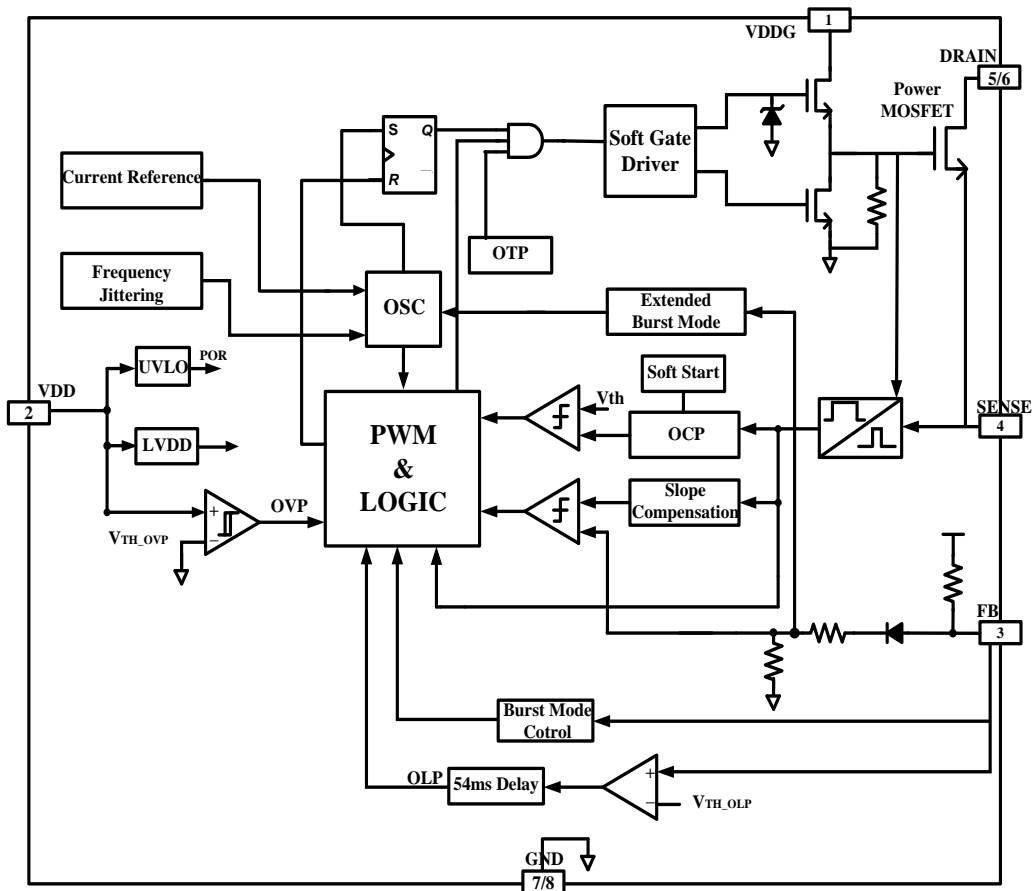 VDDG
1
DRAIN
5/6
Power
MOSFET
S
Q
R
Soft Gate
Driver
Current Reference
OTP
Frequency
Jittering
OSC
Extended
Burst Mode
UVLO
POR
VDD
2
Soft Start
Vth
OCP
SENSE
4
LVDD
PWM
&
LOGIC
Slope
Compensation
OVP
+
−
VTH_OVP
FB
3
Burst Mode
Cotrol
OLP
54ms Delay
+
−
VTH_OLP
GND
7/8